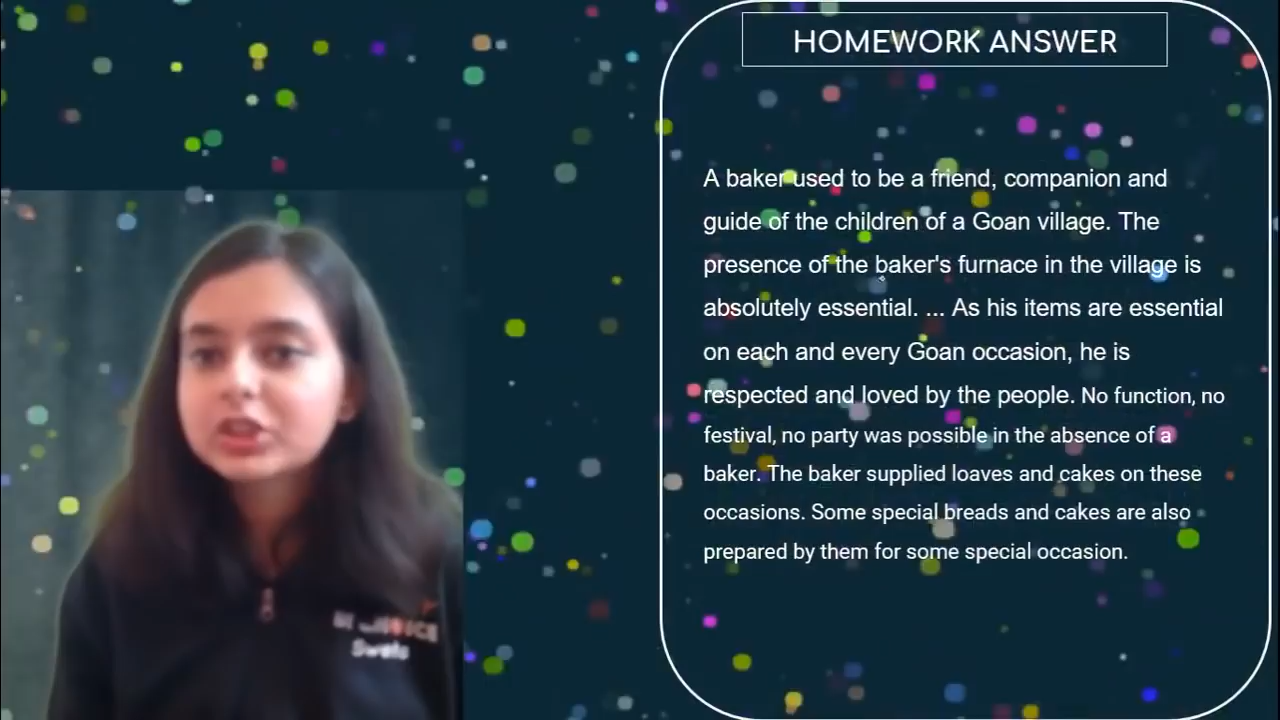 HOMEWORK ANSWER
A baker used to be a friend, companion and
guide of the children of a Goan village. The
presence of the baker's furnace in the village is
absolutely essential. ... As his items are essential
on each and every Goan occasion, he is
respected and loved by the people. No function, no
festival, no party was possible in the absence of a
baker. The baker supplied loaves and cakes on these
occasions. Some special breads and cakes are also
prepared by them for some special occasion.